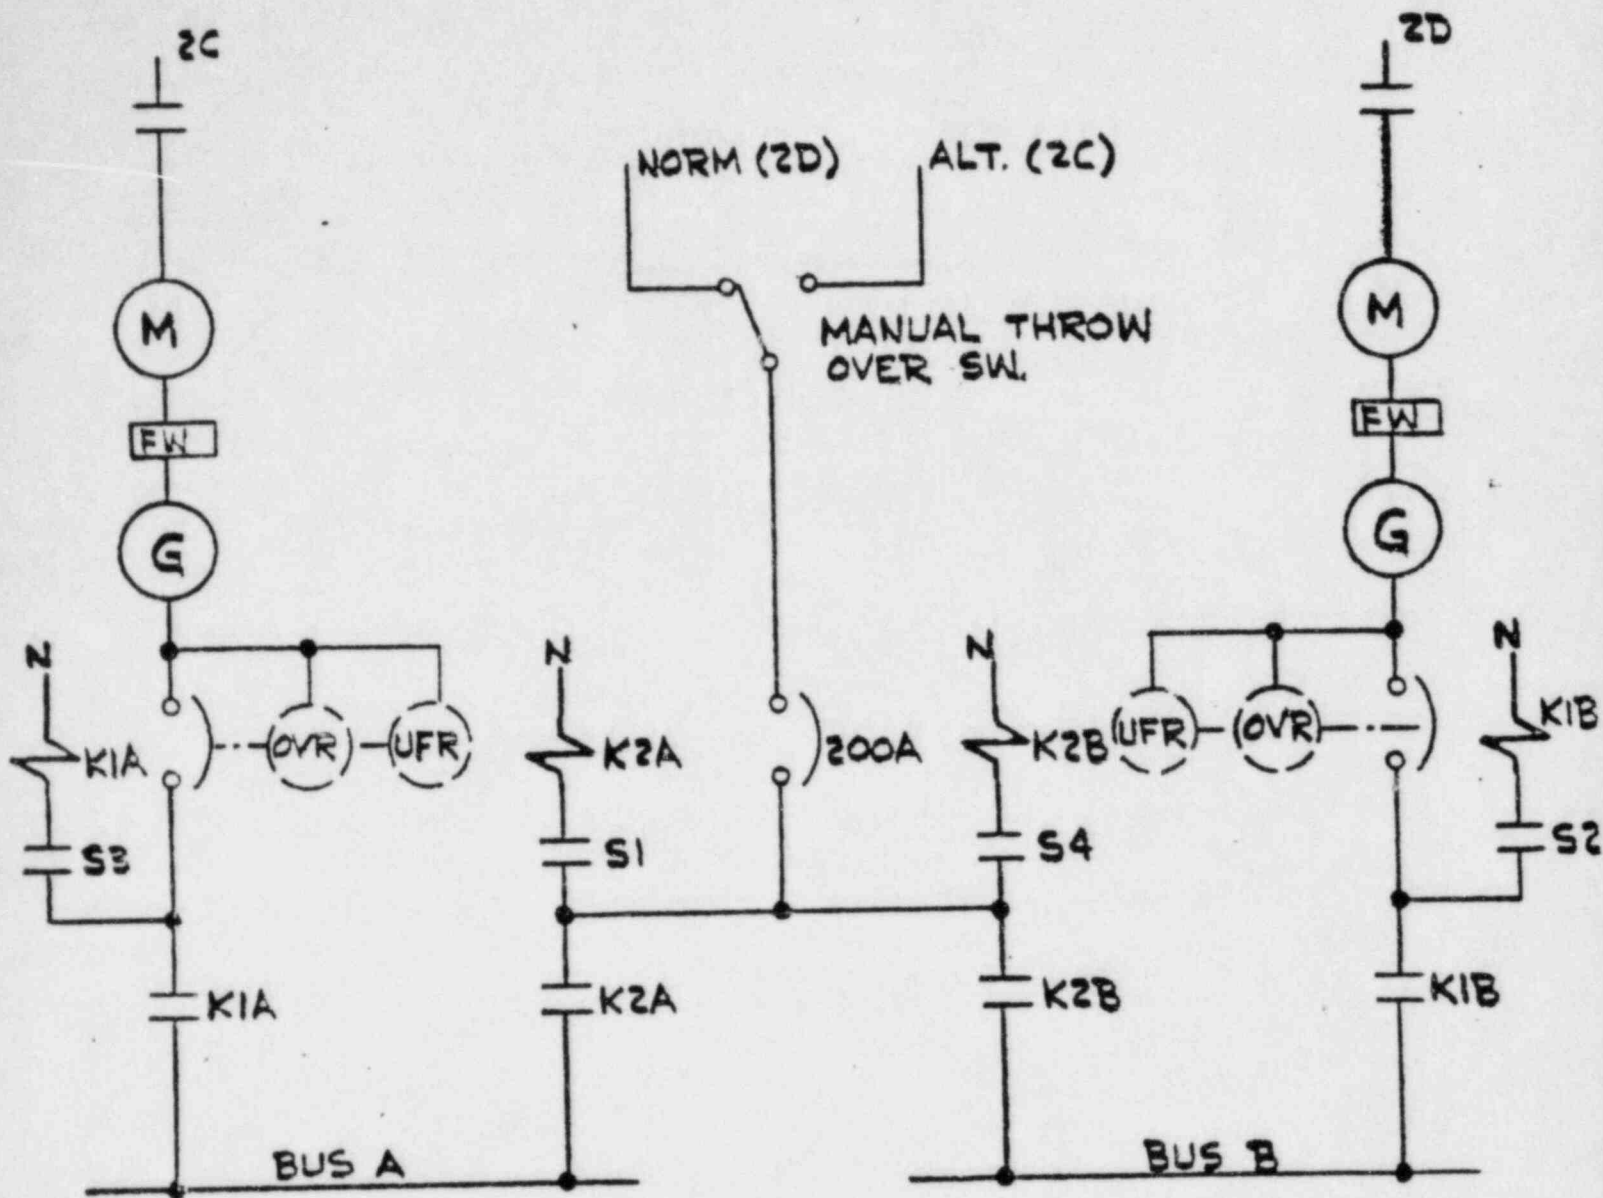 2C
2D
NORM (2D)
ALT. (2C)
M
MANUAL THROW
OVER SW.
M
FW
FW
G
G
N
N
N
N
K1A
OVR
UFR
K2A
200A
K2B
UFR
OVR
K1B
S3
S1
S4
S2
K1A
K2A
K2B
K1B
BUS A
BUS B